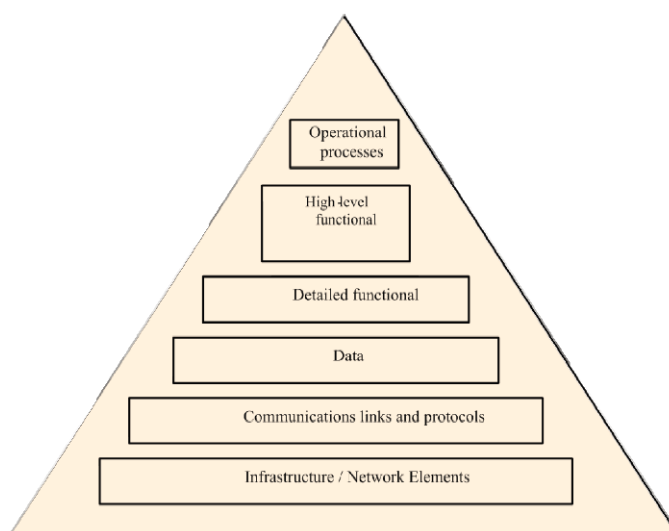 Operational
processes
High-level
functional
Detailed functional
Data
Communications links and protocols
Infrastructure / Network Elements